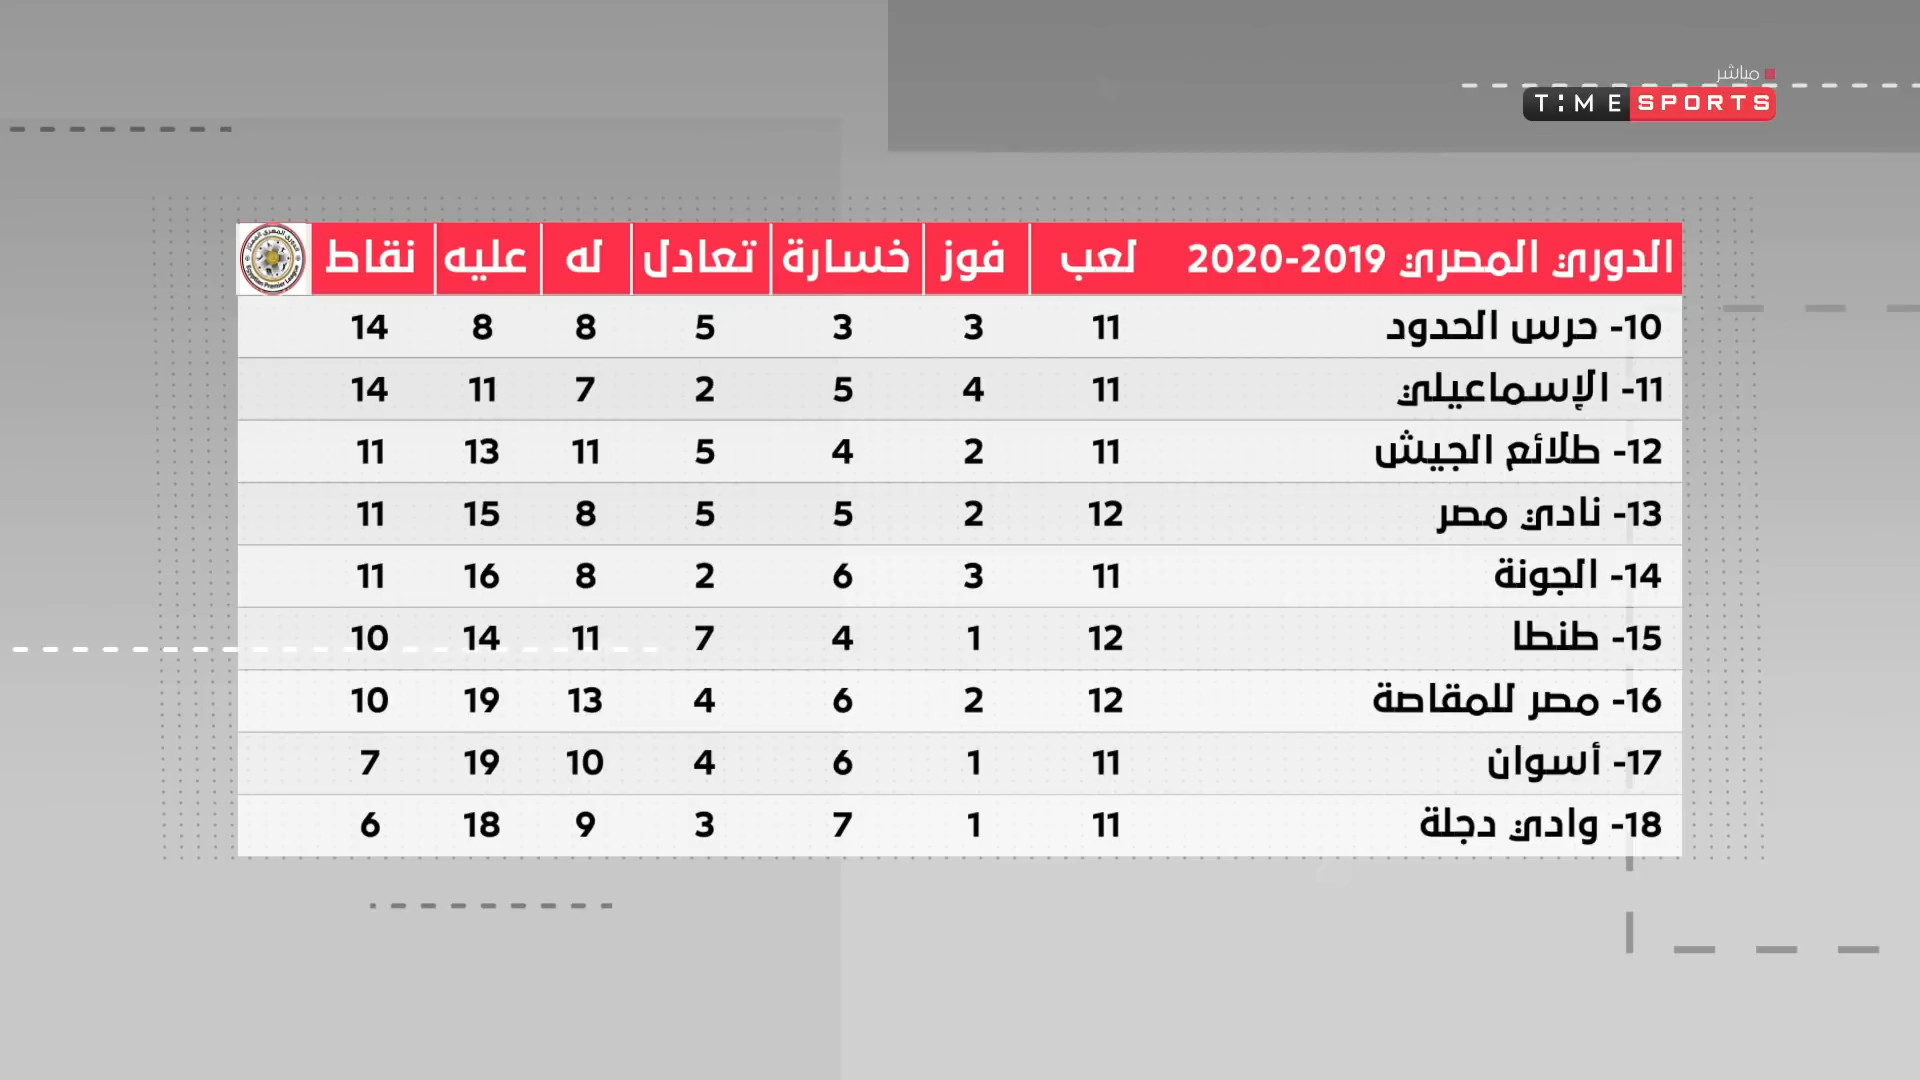 مباشر
TIME SPORTS
الدوري المصري 2019-2020 لعب فوز خسارة تعادل له عليه نقاط
10- حرس الحدود 11 3 3 5 8 8 14
11- الإسماعيلي 11 4 5 2 7 11 14
12- طلائع الجيش 11 2 4 5 11 13 11
13- نادي مصر 12 2 5 5 8 15 11
14- الجونة 11 3 6 2 8 16 11
15- طنطا 12 1 4 7 11 14 10
16- مصر للمقاصة 12 2 6 4 13 19 10
17- أسوان 11 1 6 4 10 19 7
18- وادي دجلة 11 1 7 3 9 18 6